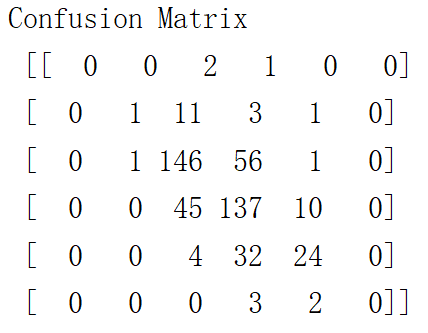 Confusion Matrix
[[  0   0   2   1   0   0]
[  0   1  11   3   1   0]
[  0   1 146  56   1   0]
[  0   0  45 137  10   0]
[  0   0   4  32  24   0]
[  0   0   0   3   2   0]]